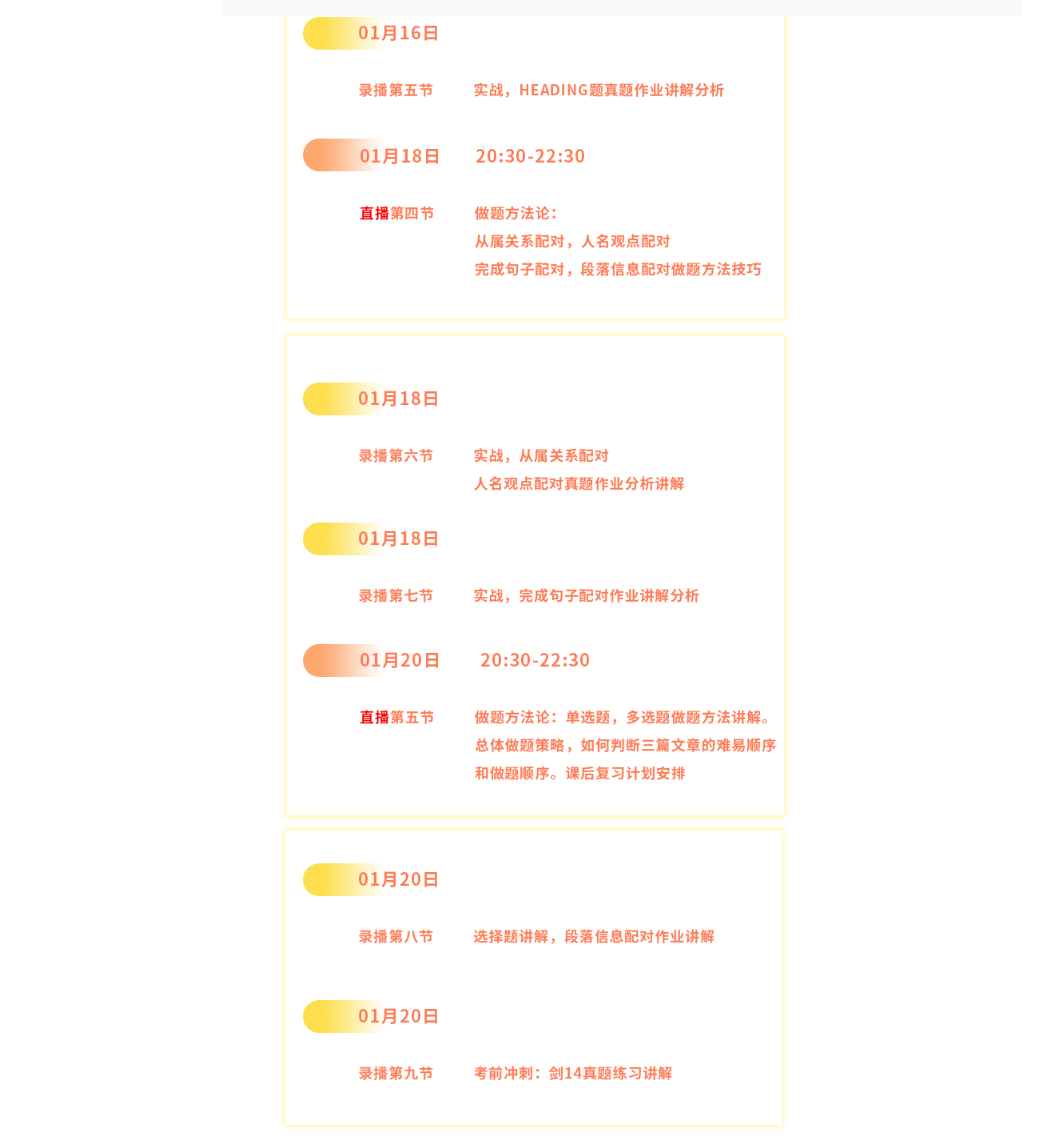 01月16日
录播第五节 实战，HEADING题真题作业讲解分析
01月18日 20:30-22:30
直播第四节 做题方法论：
从属关系配对，人名观点配对
完成句子配对，段落信息配对做题方法技巧
01月18日
录播第六节 实战，从属关系配对
人名观点配对真题作业分析讲解
01月18日
录播第七节 实战，完成句子配对作业讲解分析
01月20日 20:30-22:30
直播第五节 做题方法论：单选题，多选题做题方法讲解。
总体做题策略，如何判断三篇文章的难易顺序
和做题顺序。课后复习计划安排
01月20日
录播第八节 选择题讲解，段落信息配对作业讲解
01月20日
录播第九节 考前冲刺：剑14真题练习讲解